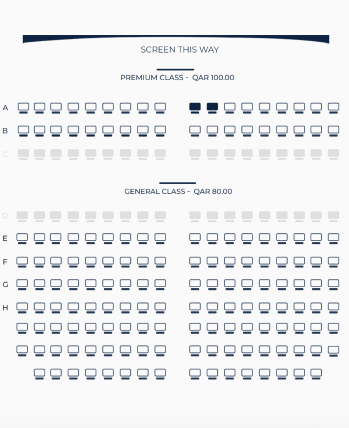 SCREEN THIS WAY
PREMIUM CLASS - QAR 100.00
A
B
C
GENERAL CLASS - QAR 80.00
D
E
F
G
H